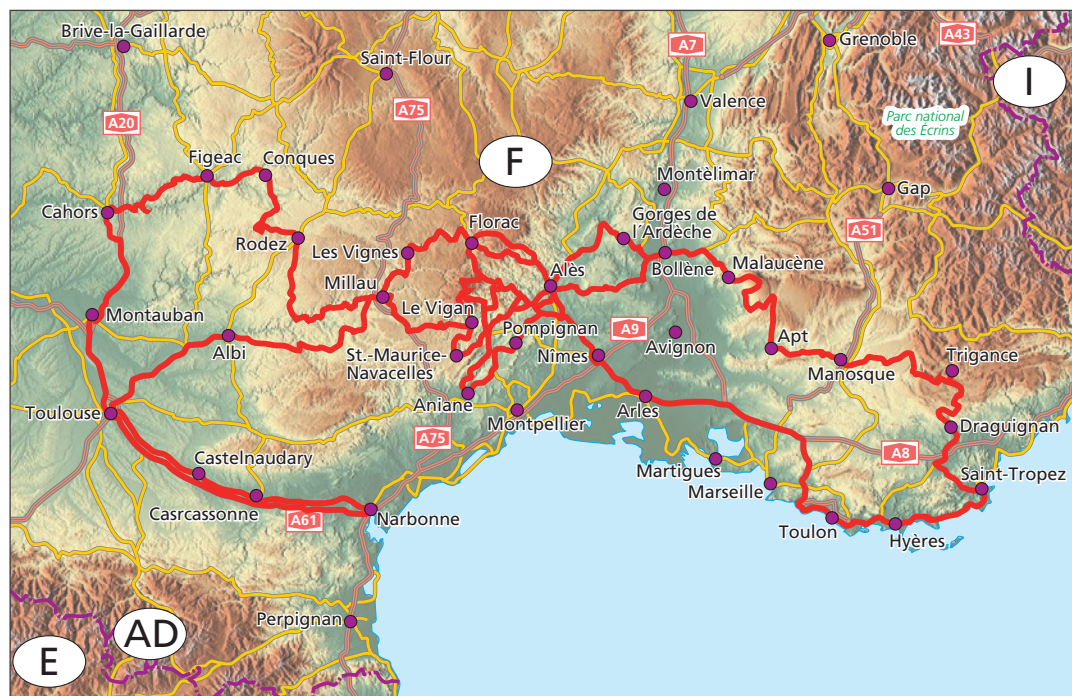 Brive-la-Gaillarde
Saint-Flour
A7
Grenoble
A43
I
A20
A75
Valence
Parc national
des Écrins
Figeac
Conques
F
Montèlimar
Gap
Cahors
Rodez
Les Vignes
Florac
Gorges de
l´Ardèche
A51
Millau
Alès
Bollène
Malaucène
Montauban
Le Vigan
Pompignan
A9
Albi
St.-Maurice-
Navacelles
Nîmes
Avignon
Apt
Manosque
Trigance
Toulouse
Aniane
Montpellier
Arles
Draguignan
A75
A8
Castelnaudary
Martigues
Saint-Tropez
Casrcassonne
Marseille
A61
Narbonne
Toulon
Hyères
Perpignan
AD
E